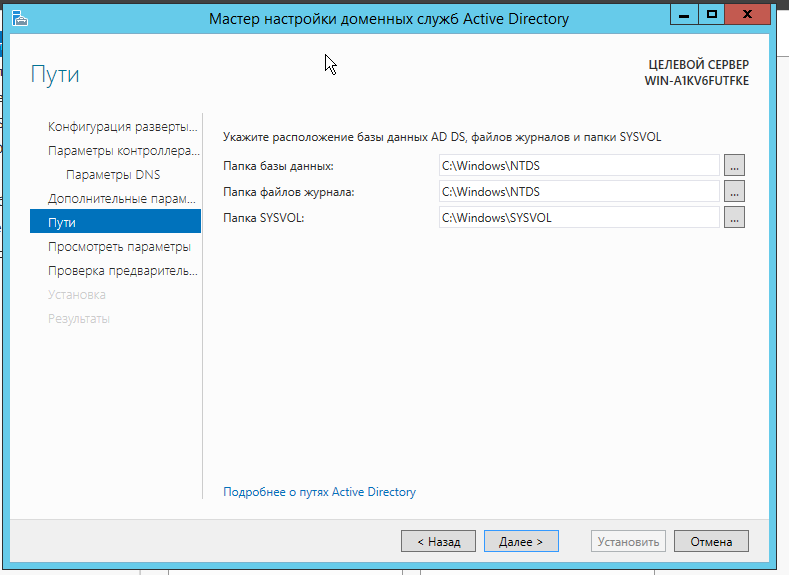 Мастер настройки доменных служб Active Directory
Пути
ЦЕЛЕВОЙ СЕРВЕР
WIN-A1KV6FUTFKE
Конфигурация разверты...
Параметры контроллера...
Параметры DNS
Дополнительные парам...
Пути
Просмотреть параметры
Проверка предваритель...
Установка
Результаты
Укажите расположение базы данных AD DS, файлов журналов и папки SYSVOL
Папка базы данных: C:\Windows\NTDS ...
Папка файлов журнала: C:\Windows\NTDS ...
Папка SYSVOL: C:\Windows\SYSVOL ...
Подробнее о путях Active Directory
< Назад Далее > Установить Отмена